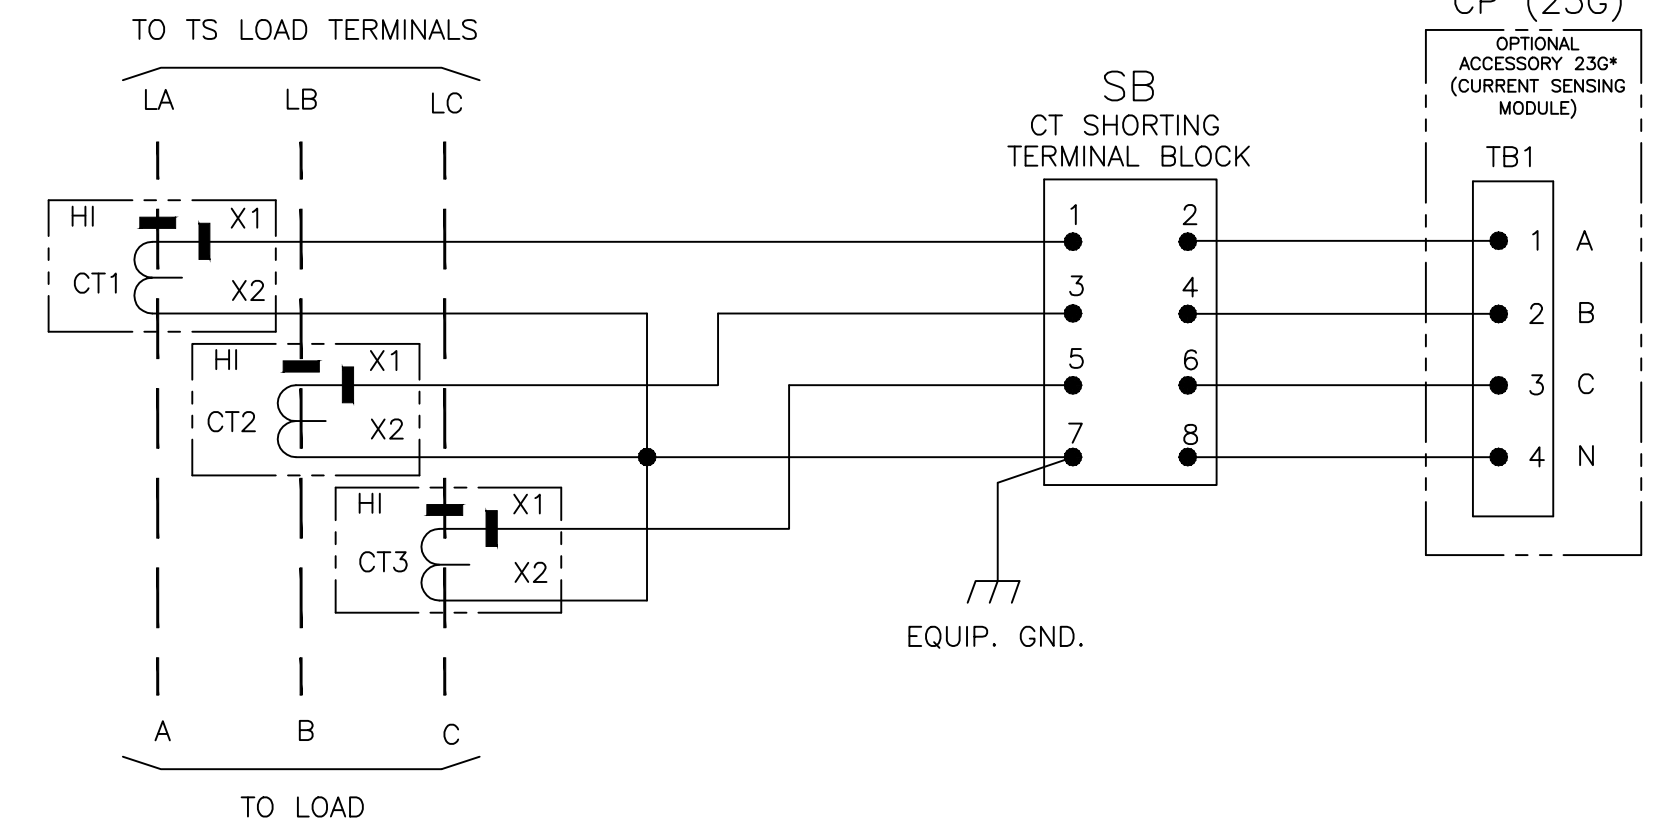 CP (23G)
TO TS LOAD TERMINALS
OPTIONAL
ACCESSORY 23G*
(CURRENT SENSING
MODULE)
LA LB LC
SB
CT SHORTING
TERMINAL BLOCK
TB1
HI X1
CT1 X2
HI X1
CT2 X2
HI X1
CT3 X2
1 2
3 4
5 6
7 8
1 A
2 B
3 C
4 N
EQUIP. GND.
A B C
TO LOAD